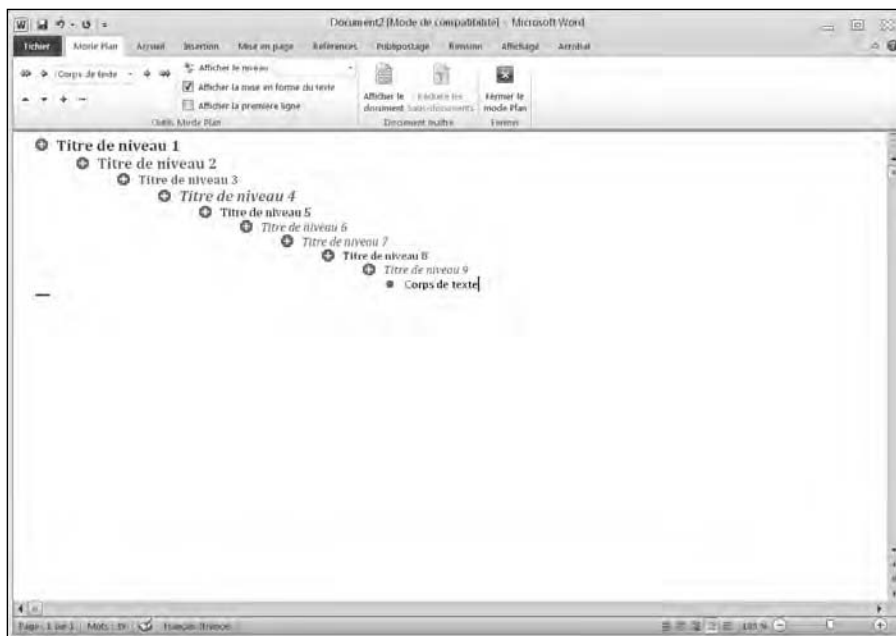 Document2 [Mode de compatibilité] - Microsoft Word
Fichier Mode Plan Accueil Insertion Mise en page Références Publipostage Révision Affichage Acrobat
Corps de texte
Afficher le niveau
Afficher la mise en forme du texte
Afficher la première ligne
Afficher le document
Réduire les sous-documents
Fermer le mode Plan
Outils Mode Plan
Document maître
Fermer
Titre de niveau 1
Titre de niveau 2
Titre de niveau 3
Titre de niveau 4
Titre de niveau 5
Titre de niveau 6
Titre de niveau 7
Titre de niveau 8
Titre de niveau 9
Corps de texte
Page : 1 sur 1 Mots : Français (France)